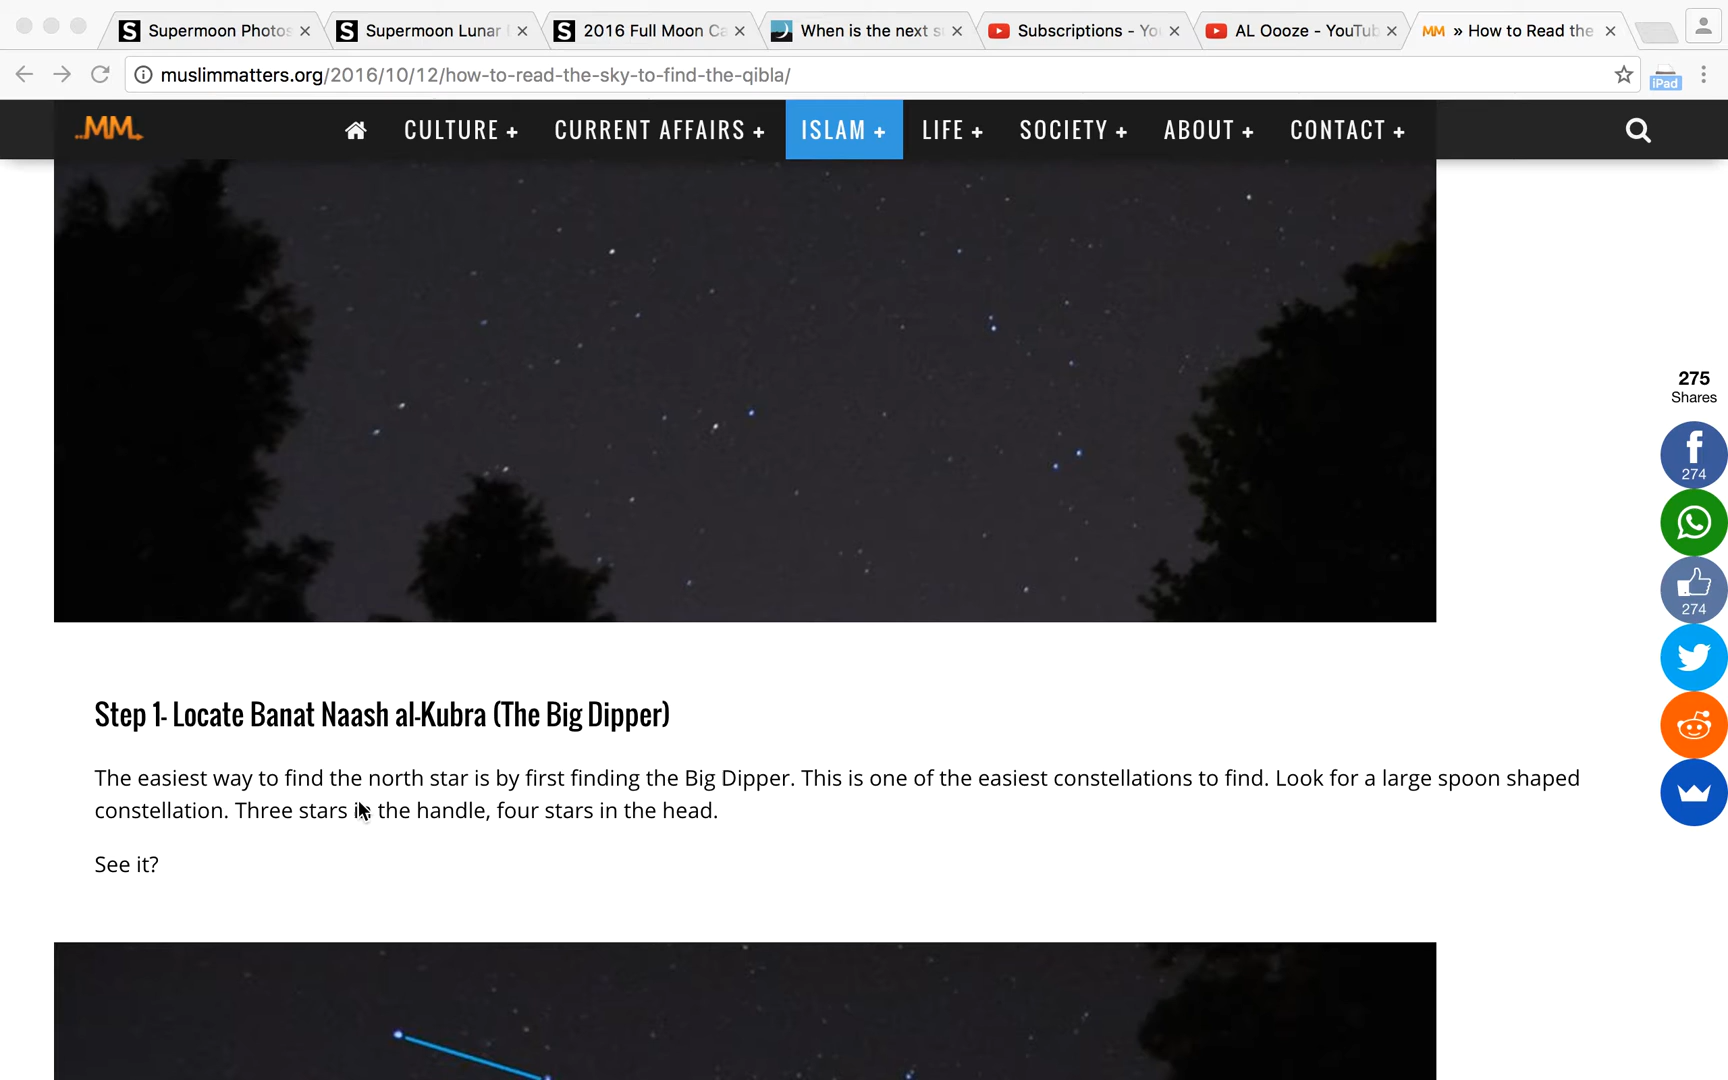 Supermoon Photos
Supermoon Lunar
2016 Full Moon Ca
When is the next s
Subscriptions - Yo
AL Oooze - YouTub
MM » How to Read the
muslimmatters.org/2016/10/12/how-to-read-the-sky-to-find-the-qibla/
iPad
..MM.
CULTURE +
CURRENT AFFAIRS +
ISLAM +
LIFE +
SOCIETY +
ABOUT +
CONTACT +
275
Shares
274
274
Step 1- Locate Banat Naash al-Kubra (The Big Dipper)
The easiest way to find the north star is by first finding the Big Dipper. This is one of the easiest constellations to find. Look for a large spoon shaped
constellation. Three stars in the handle, four stars in the head.
See it?